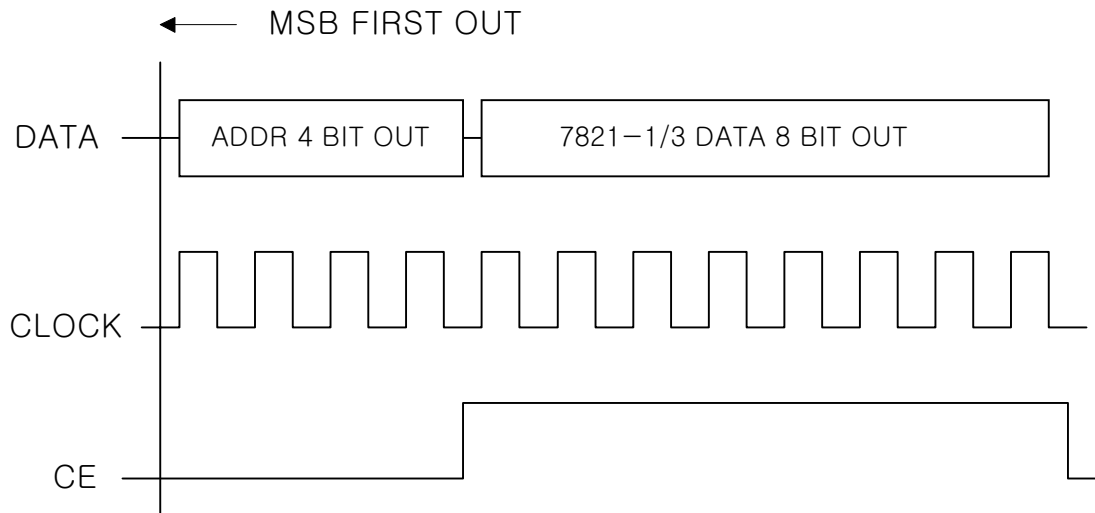 MSB FIRST OUT
DATA
ADDR 4 BIT OUT
7821-1/3 DATA 8 BIT OUT
CLOCK
CE